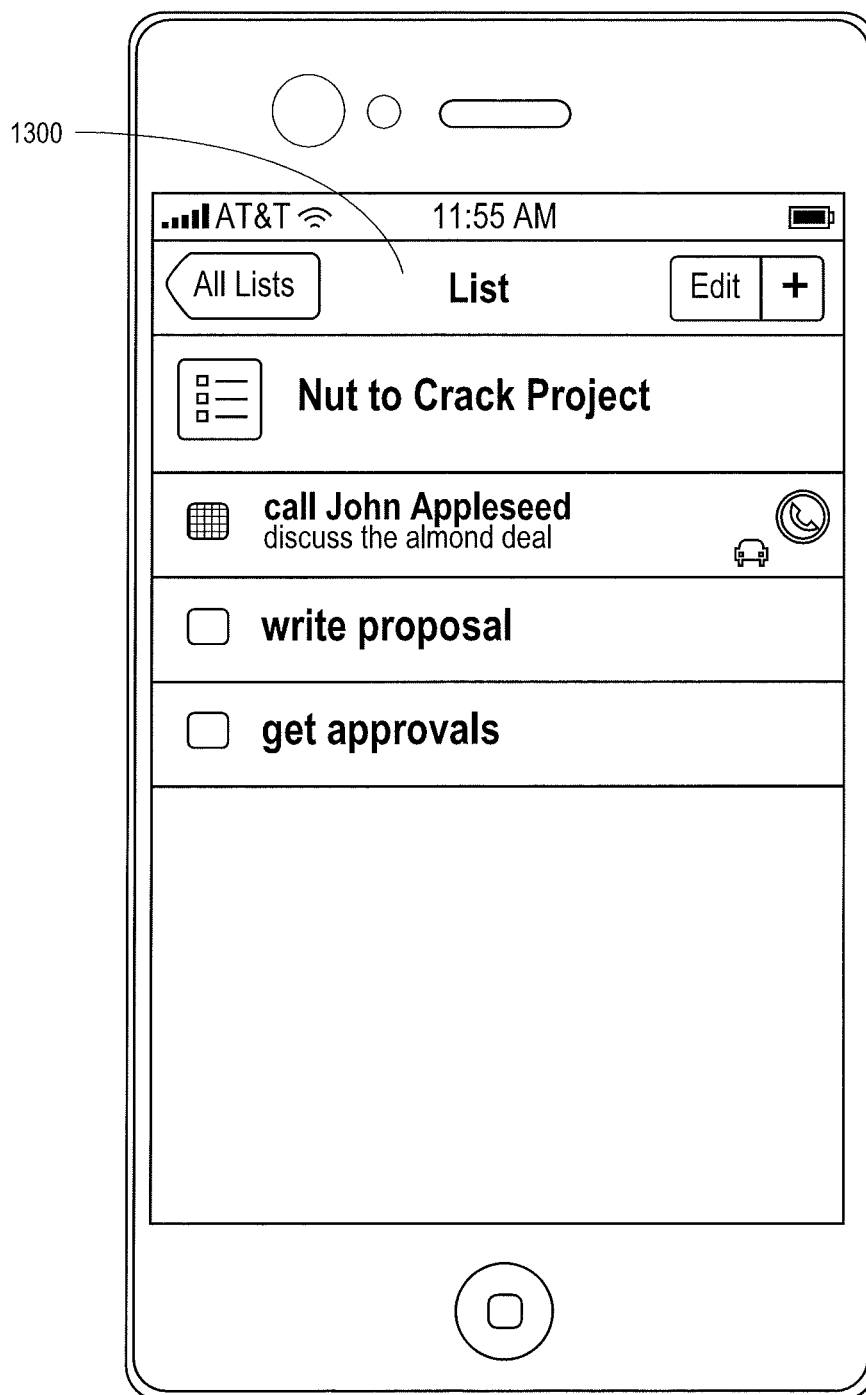 1300
AT&T 11:55 AM
All Lists List Edit +
Nut to Crack Project
call John Appleseed
discuss the almond deal
write proposal
get approvals